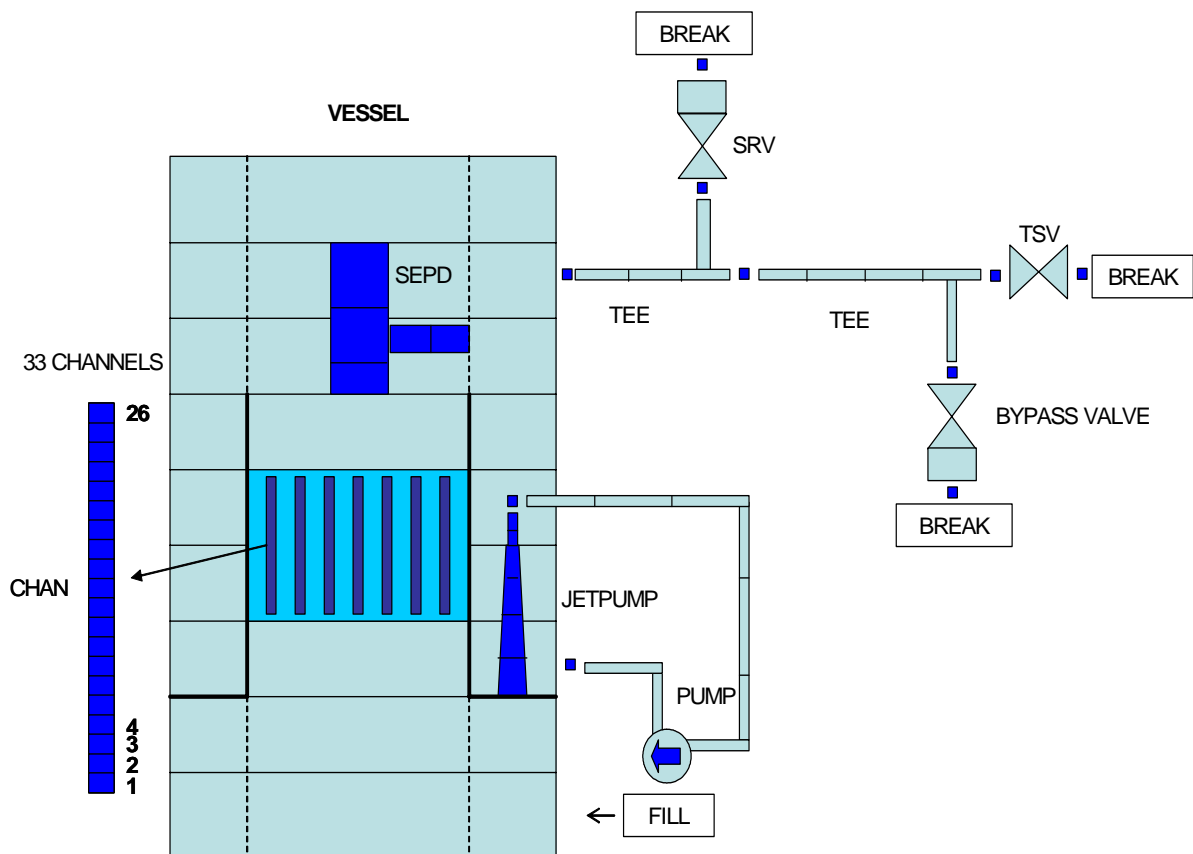 BREAK
VESSEL
SRV
TSV
SEPD
BREAK
TEE
TEE
33 CHANNELS
26
BYPASS VALVE
BREAK
CHAN
JETPUMP
PUMP
4
3
2
1
FILL